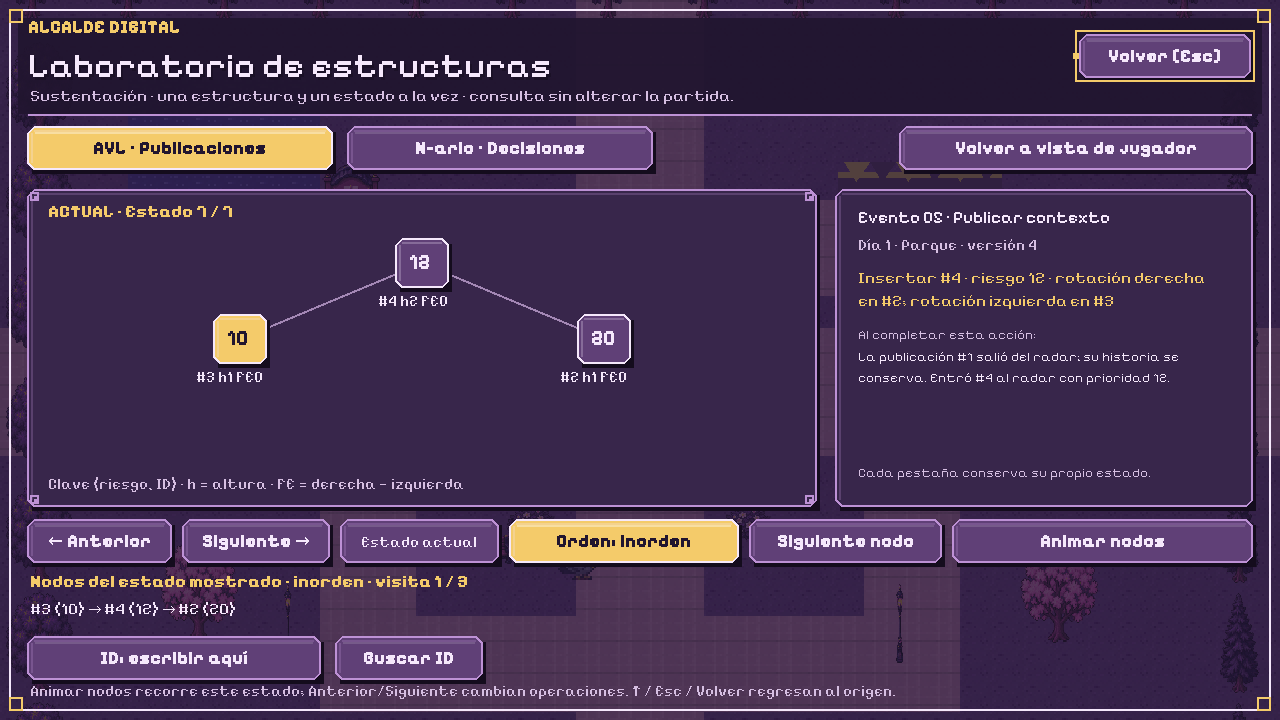 ALCALDE DIGITAL
Laboratorio de estructuras
Volver (Esc)
Sustentación · una estructura y un estado a la vez · consulta sin alterar la partida.
AVL · Publicaciones
N-ario · Decisiones
Volver a vista de jugador
ACTUAL · Estado 7 / 7
12
#4 h2 FE0
10
#3 h1 FE0
20
#2 h1 FE0
Clave (riesgo, ID) · h = altura · FE = derecha - izquierda
Evento 02 · Publicar contexto
Día 1 · Parque · versión 4
Insertar #4 · riesgo 12 · rotación derecha
en #2; rotación izquierda en #3
Al completar esta acción:
La publicación #1 salió del radar; su historia se
conserva. Entró #4 al radar con prioridad 12.
Cada pestaña conserva su propio estado.
← Anterior
Siguiente →
Estado actual
Orden: inorden
Siguiente nodo
Animar nodos
Nodos del estado mostrado · inorden · visita 1 / 3
#3 (10) → #4 (12) → #2 (20)
ID: escribir aquí
Buscar ID
Animar nodos recorre este estado; Anterior/Siguiente cambian operaciones. ↑ / Esc / Volver regresan al origen.